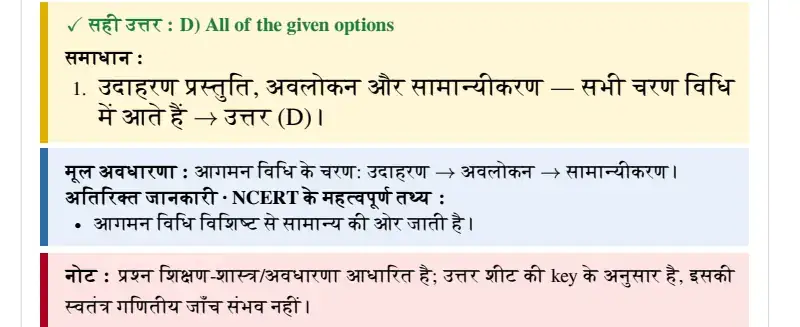 ✓ सही उत्तर : D) All of the given options
समाधान :
1. उदाहरण प्रस्तुति, अवलोकन और सामान्यीकरण — सभी चरण विधि
में आते हैं → उत्तर (D)।
मूल अवधारणा : आगमन विधि के चरण: उदाहरण → अवलोकन → सामान्यीकरण।
अतिरिक्त जानकारी · NCERT के महत्वपूर्ण तथ्य :
• आगमन विधि विशिष्ट से सामान्य की ओर जाती है।
नोट : प्रश्न शिक्षण-शास्त्र/अवधारणा आधारित है; उत्तर शीट की key के अनुसार है, इसकी
स्वतंत्र गणितीय जाँच संभव नहीं।